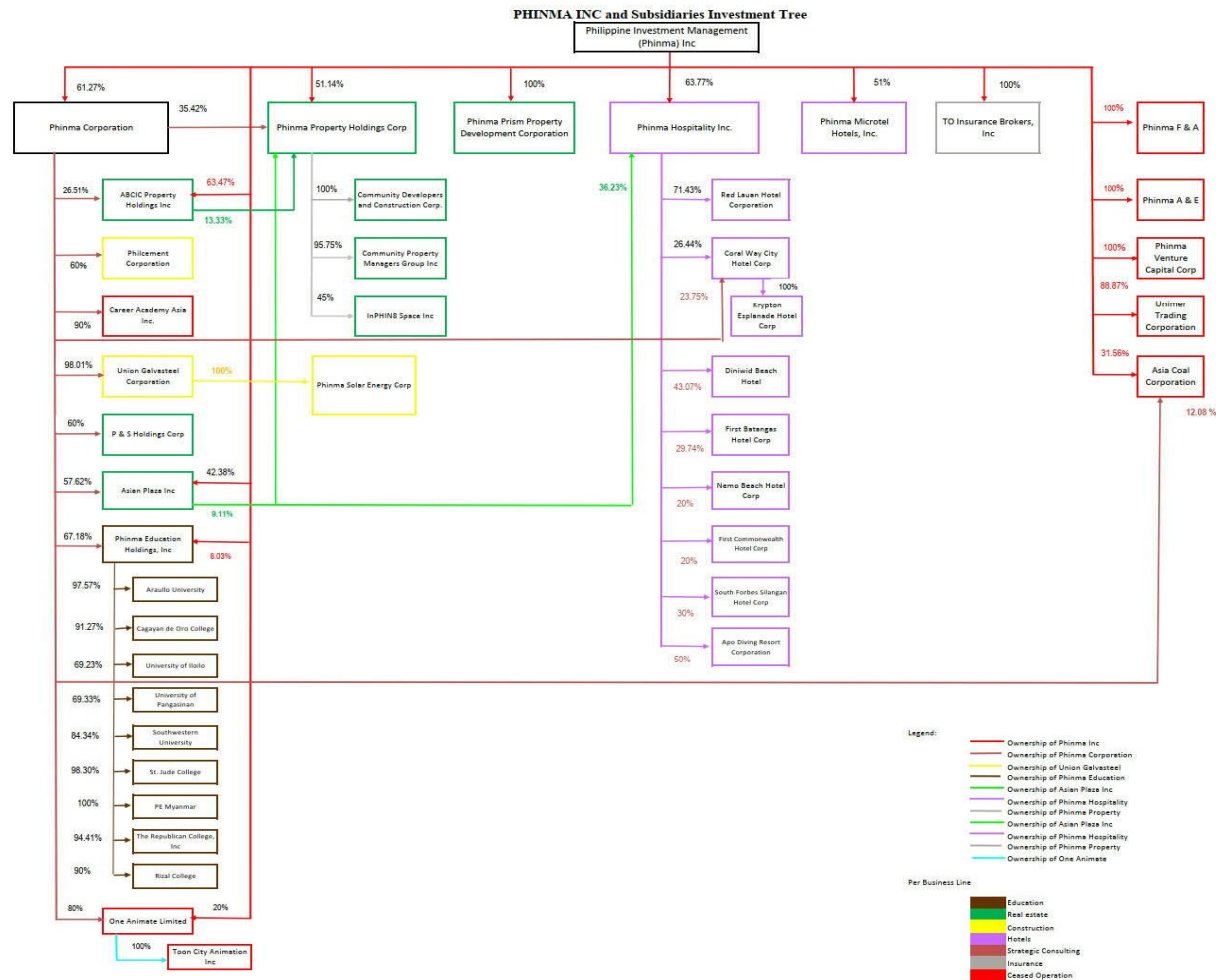 PHINMA INC and Subsidiaries Investment Tree
Philippine Investment Management
(Phinma) Inc
61.27%
35.42%
51.14%
100%
63.77%
51%
100%
Phinma Corporation
Phinma Property Holdings Corp
Phinma Prism Property
Development Corporation
Phinma Hospitality Inc.
Phinma Microtel
Hotels, Inc.
TO Insurance Brokers,
Inc
100%
Phinma F & A
26.51%
ABCIC Property
Holdings Inc
63.47%
13.33%
100%
Community Developers
and Construction Corp.
36.23%
71.43%
Red Lauan Hotel
Corporation
100%
Phinma A & E
60%
Philcement
Corporation
95.75%
Community Property
Managers Group Inc
26.44%
Coral Way City
Hotel Corp
23.75%
100%
Krypton
Esplanade Hotel
Corp
100%
Phinma
Venture
Capital Corp
90%
Career Academy Asia
Inc.
45%
InPHIN8 Space Inc
88.87%
Unimer
Trading
Corporation
98.01%
Union Galvasteel
Corporation
100%
Phinma Solar Energy Corp
43.07%
Diniwid Beach
Hotel
31.56%
Asia Coal
Corporation
12.08 %
60%
P & S Holdings Corp
29.74%
First Batangas
Hotel Corp
57.62%
Asian Plaza Inc
42.38%
9.11%
20%
Nemo Beach Hotel
Corp
67.18%
Phinma Education
Holdings, Inc
8.03%
20%
First Commonwealth
Hotel Corp
97.57%
Araullo University
30%
South Forbes Silangan
Hotel Corp
91.27%
Cagayan de Oro College
50%
Apo Diving Resort
Corporation
69.23%
University of Iloilo
69.33%
University of
Pangasinan
84.34%
Southwestern
University
98.30%
St. Jude College
100%
PE Myanmar
94.41%
The Republican College,
Inc
90%
Rizal College
80%
One Animate Limited
20%
100%
Toon City Animation
Inc
Legend:
Ownership of Phinma Inc
Ownership of Phinma Corporation
Ownership of Union Galvasteel
Ownership of Phinma Education
Ownership of Asian Plaza Inc
Ownership of Phinma Hospitality
Ownership of Phinma Property
Ownership of Asian Plaza Inc
Ownership of Phinma Hospitality
Ownership of Phinma Property
Ownership of One Animate
Per Business Line
Education
Real estate
Construction
Hotels
Strategic Consulting
Insurance
Ceased Operation